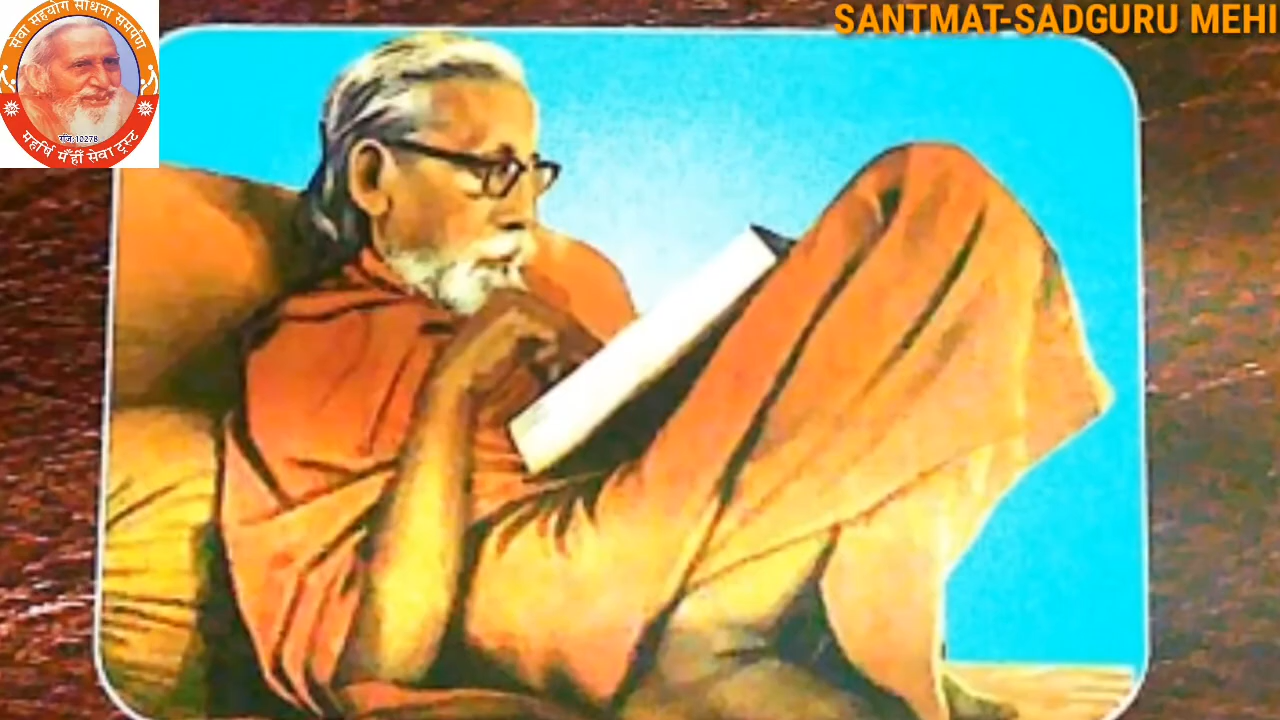 सेवा सहयोग साधना समर्पण
रजि:10278
महर्षि मेँहीँ सेवा ट्रस्ट
SANTMAT-SADGURU MEHI